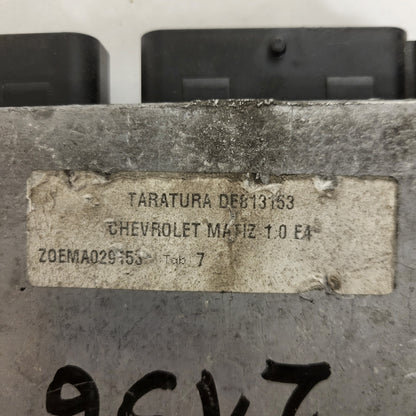 TARATURA DE813153
CHEVROLET MATIZ 1.0 E4
ZOEMA029153 Tab. 7